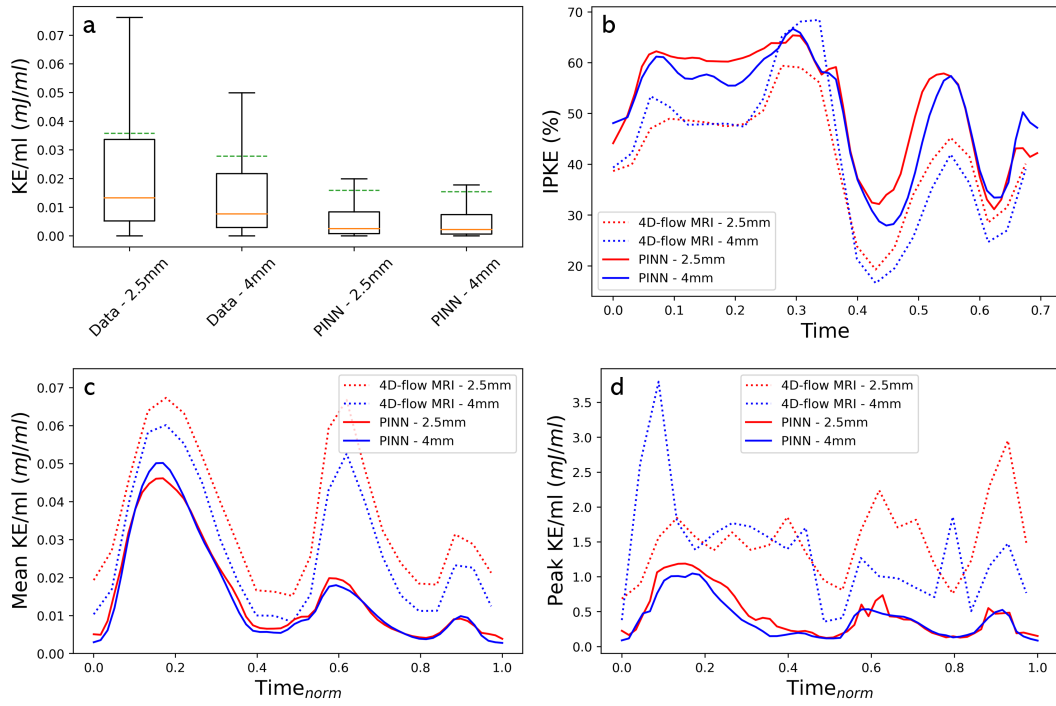 a
KE/ml (mJ/ml)
0.07
0.06
0.05
0.04
0.03
0.02
0.01
0.00
Data - 2.5mm
Data - 4mm
PINN - 2.5mm
PINN - 4mm
b
IPKE (%)
70
60
50
40
30
20
4D-flow MRI - 2.5mm
4D-flow MRI - 4mm
PINN - 2.5mm
PINN - 4mm
0.0 0.1 0.2 0.3 0.4 0.5 0.6 0.7
Time
c
Mean KE/ml (mJ/ml)
0.07
0.06
0.05
0.04
0.03
0.02
0.01
0.00
4D-flow MRI - 2.5mm
4D-flow MRI - 4mm
PINN - 2.5mm
PINN - 4mm
0.0 0.2 0.4 0.6 0.8 1.0
Timenorm
d
Peak KE/ml (mJ/ml)
3.5
3.0
2.5
2.0
1.5
1.0
0.5
0.0
4D-flow MRI - 2.5mm
4D-flow MRI - 4mm
PINN - 2.5mm
PINN - 4mm
0.0 0.2 0.4 0.6 0.8 1.0
Timenorm